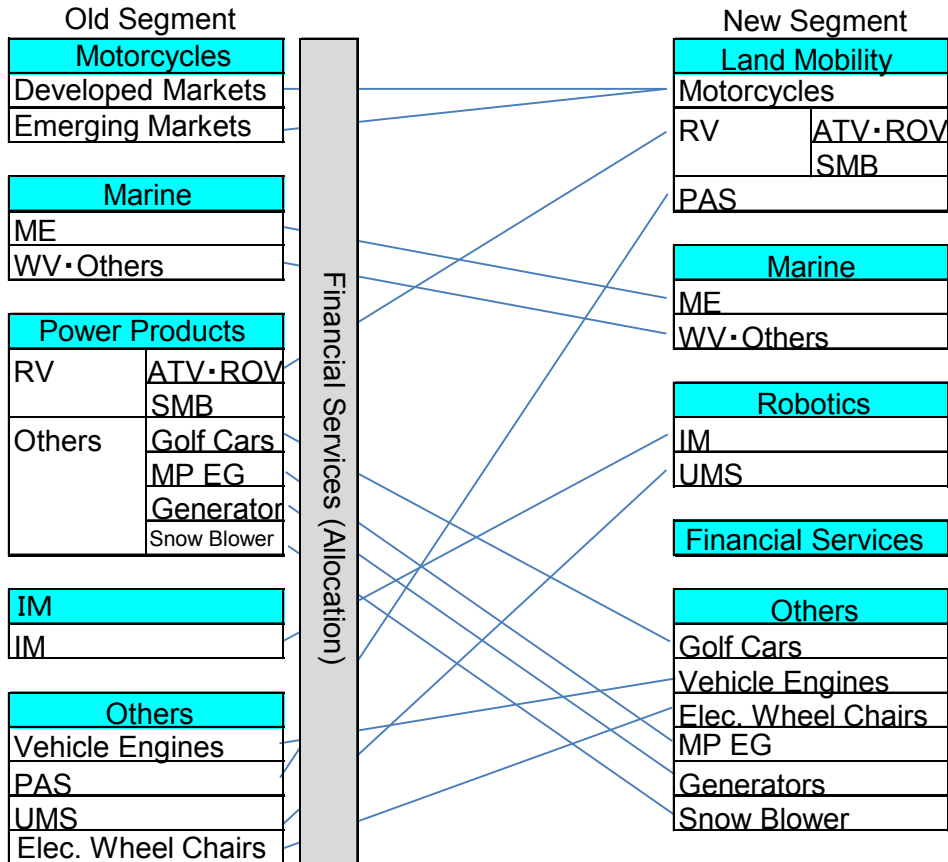 Old Segment
Motorcycles
Developed Markets
Emerging Markets
Marine
ME
WV・Others
Power Products
RV
ATV・ROV
SMB
Others
Golf Cars
MP EG
Generator
Snow Blower
IM
IM
Others
Vehicle Engines
PAS
UMS
Elec. Wheel Chairs
Financial Services (Allocation)
New Segment
Land Mobility
Motorcycles
RV
ATV・ROV
SMB
PAS
Marine
ME
WV・Others
Robotics
IM
UMS
Financial Services
Others
Golf Cars
Vehicle Engines
Elec. Wheel Chairs
MP EG
Generators
Snow Blower